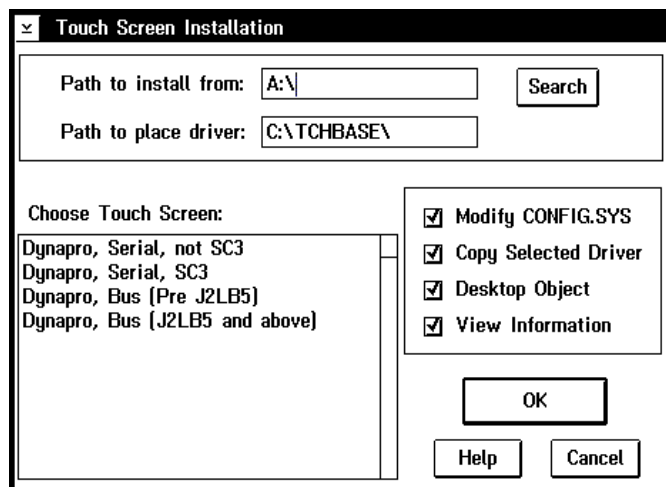 Touch Screen Installation
Path to install from: A:\
Search
Path to place driver: C:\TCHBASE\
Choose Touch Screen:
Dynapro, Serial, not SC3
Dynapro, Serial, SC3
Dynapro, Bus (Pre J2LB5)
Dynapro, Bus (J2LB5 and above)
Modify CONFIG.SYS
Copy Selected Driver
Desktop Object
View Information
OK
Help
Cancel